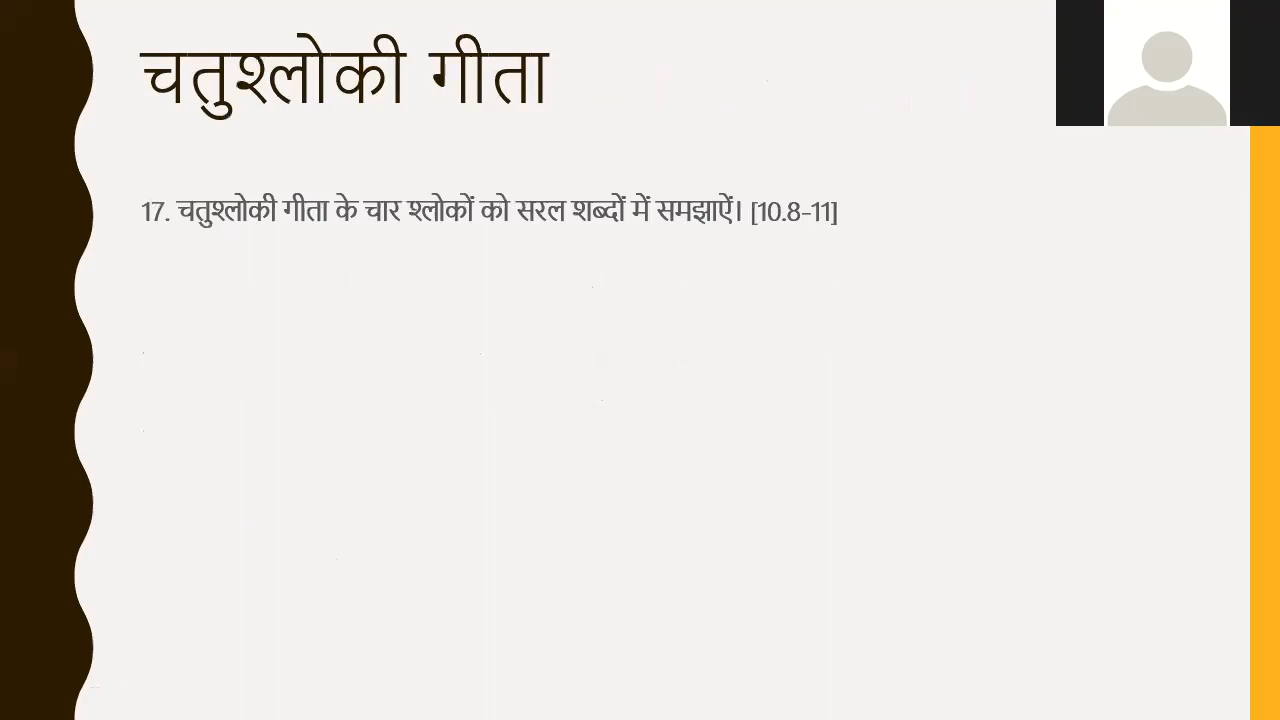 चतुश्लोकी गीता
17. चतुश्लोकी गीता के चार श्लोकों को सरल शब्दों में समझाऐं। [10.8-11]